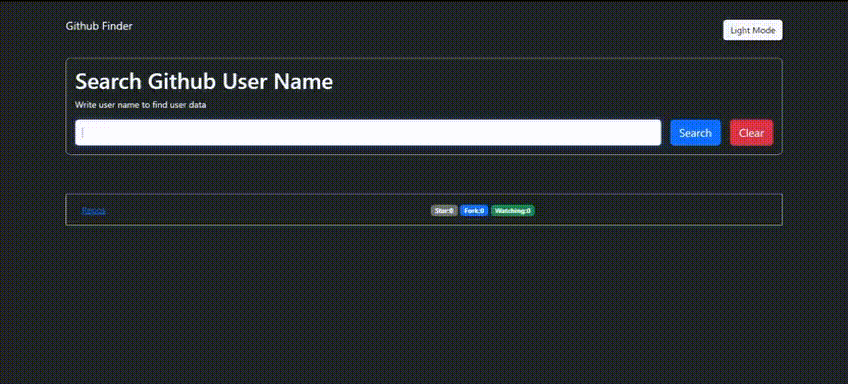 Github Finder
Light Mode
Search Github User Name
Write user name to find user data
Search
Clear
Repos
Star:0 Fork:0 Watching:0